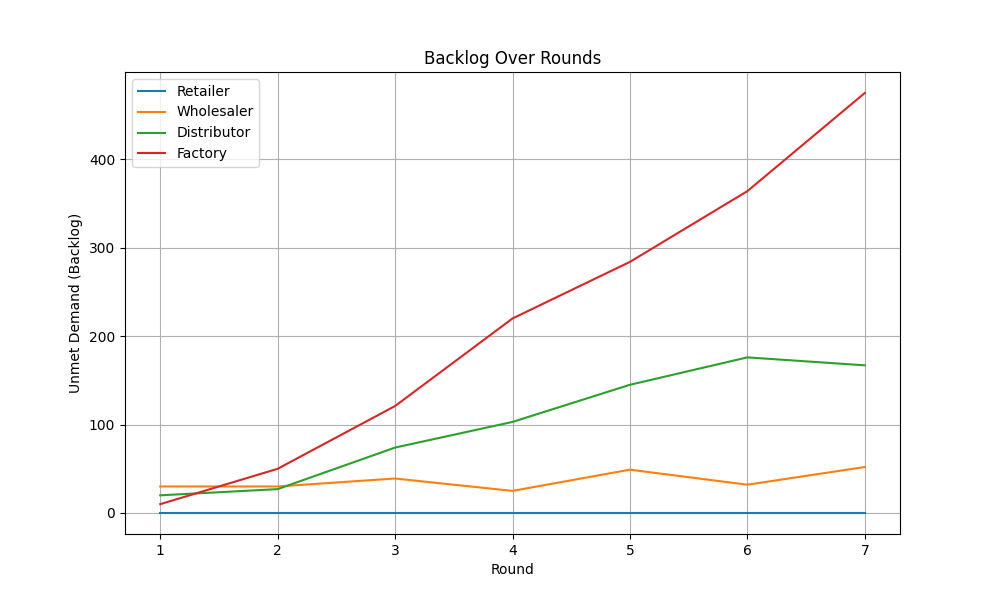 Backlog Over Rounds
Retailer
Wholesaler
Distributor
Factory
Unmet Demand (Backlog)
400
300
200
100
0
1 2 3 4 5 6 7
Round